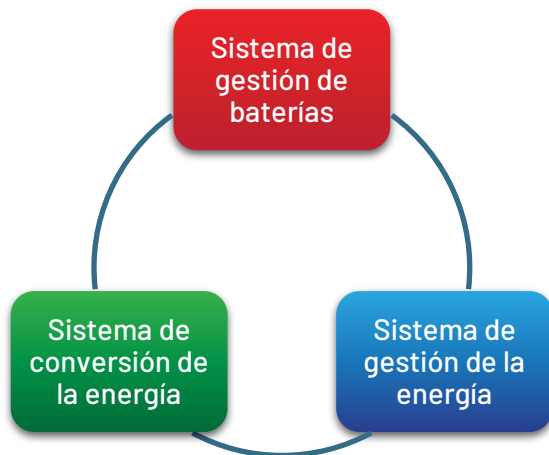 Sistema de
gestión de
baterías
Sistema de
conversión de
la energía
Sistema de
gestión de la
energía